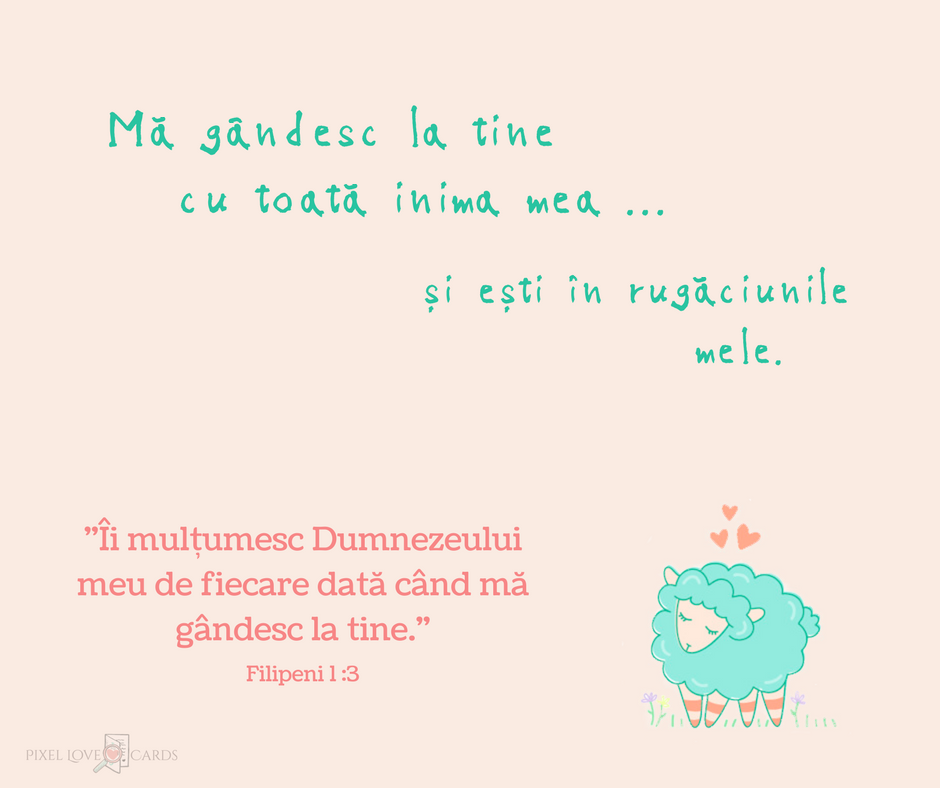 Mă gândesc la tine
cu toată inima mea ...
și ești în rugăciunile
mele.
”Îi mulțumesc Dumnezeului
meu de fiecare dată când mă
gândesc la tine.”
Filipeni 1 :3
PIXEL LOVE CARDS